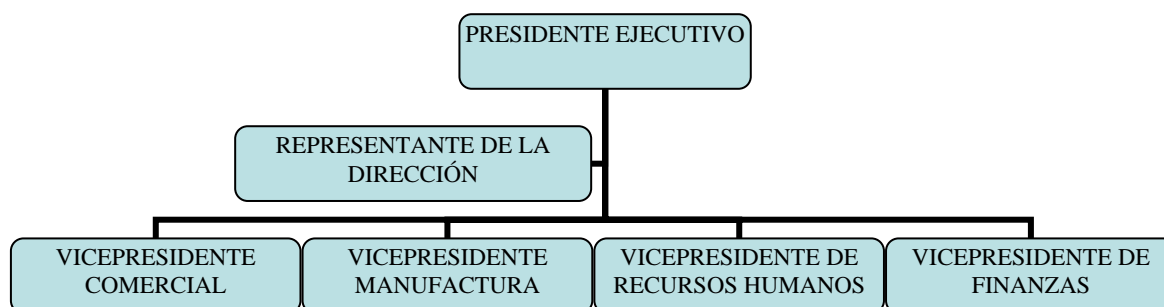 PRESIDENTE EJECUTIVO
REPRESENTANTE DE LA
DIRECCIÓN
VICEPRESIDENTE
COMERCIAL
VICEPRESIDENTE
MANUFACTURA
VICEPRESIDENTE DE
RECURSOS HUMANOS
VICEPRESIDENTE DE
FINANZAS